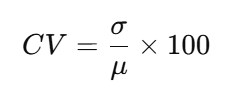 CV = σ/μ × 100